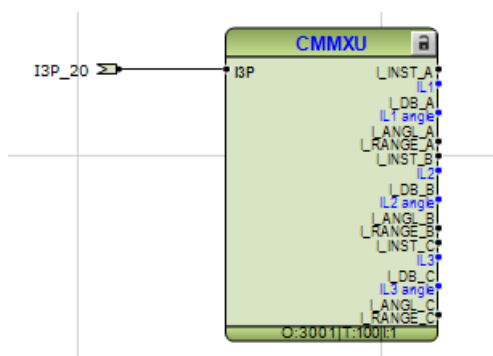 CMMXU
I3P_20 I3P I_INST_A
IL1
I_DB_A
IL1 angle
I_ANGL_A
I_RANGE_A
I_INST_B
IL2
I_DB_B
IL2 angle
I_ANGL_B
I_RANGE_B
I_INST_C
IL3
I_DB_C
IL3 angle
I_ANGL_C
I_RANGE_C
O:3001|T:100|I:1